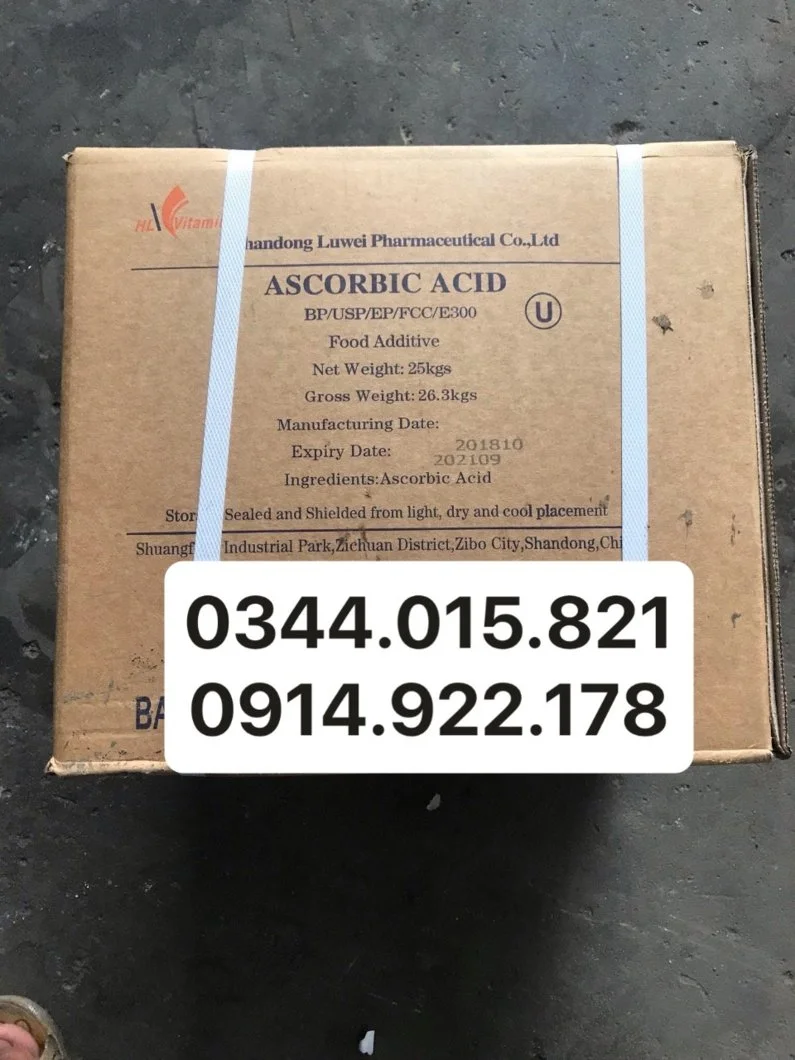 HL Vitamin
Shandong Luwei Pharmaceutical Co.,Ltd
ASCORBIC ACID
BP/USP/EP/FCC/E300
U
Food Additive
Net Weight: 25kgs
Gross Weight: 26.3kgs
Manufacturing Date: 201810
Expiry Date: 202109
Ingredients:Ascorbic Acid
Sealed and Shielded from light, dry and cool placement
Industrial Park,Zichuan District,Zibo City,Shandong,
0344.015.821
0914.922.178